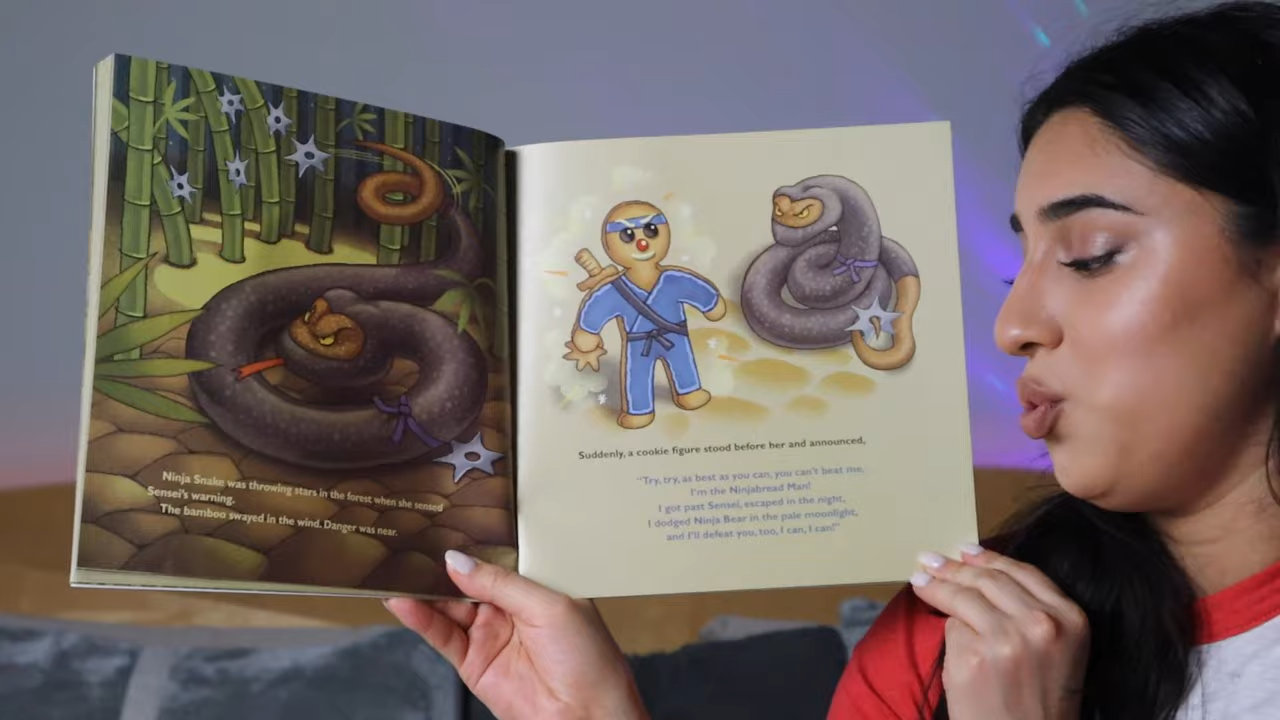 Ninja Snake was throwing stars in the forest when she sensed
Sensei's warning.
The bamboo swayed in the wind. Danger was near.
Suddenly, a cookie figure stood before her and announced,
"Try, try, as best as you can, you can't beat me,
I'm the Ninjabread Man!
I got past Sensei, escaped in the night,
I dodged Ninja Bear in the pale moonlight,
and I'll defeat you, too, I can, I can!"